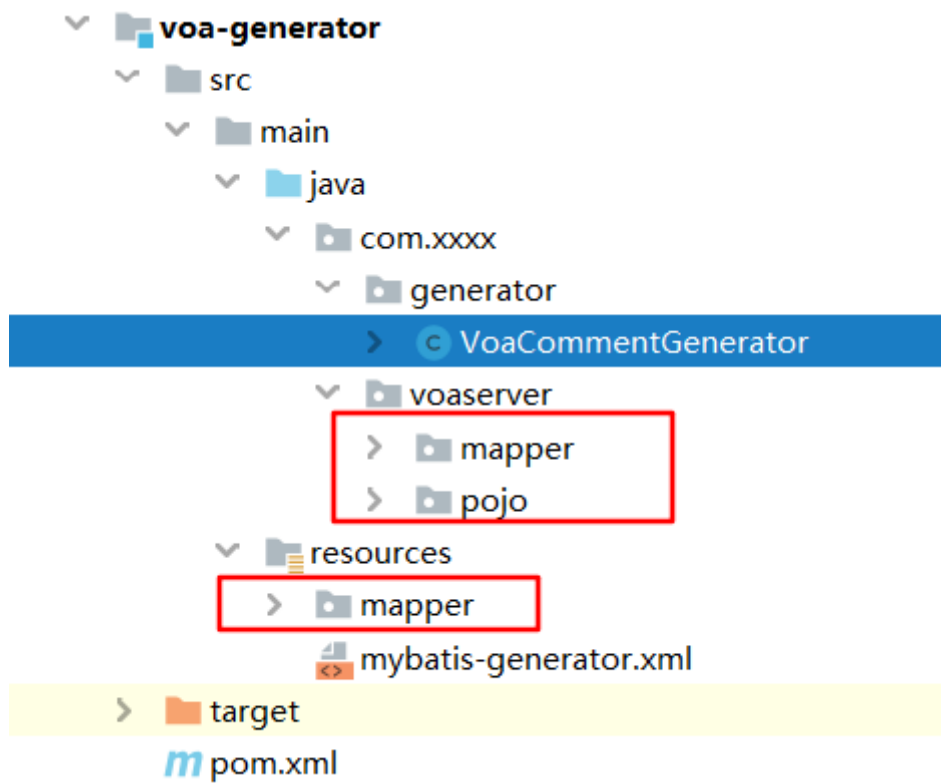 voa-generator
src
main
java
com.xxxx
generator
C VoaCommentGenerator
voaserver
mapper
pojo
resources
mapper
mybatis-generator.xml
target
m pom.xml